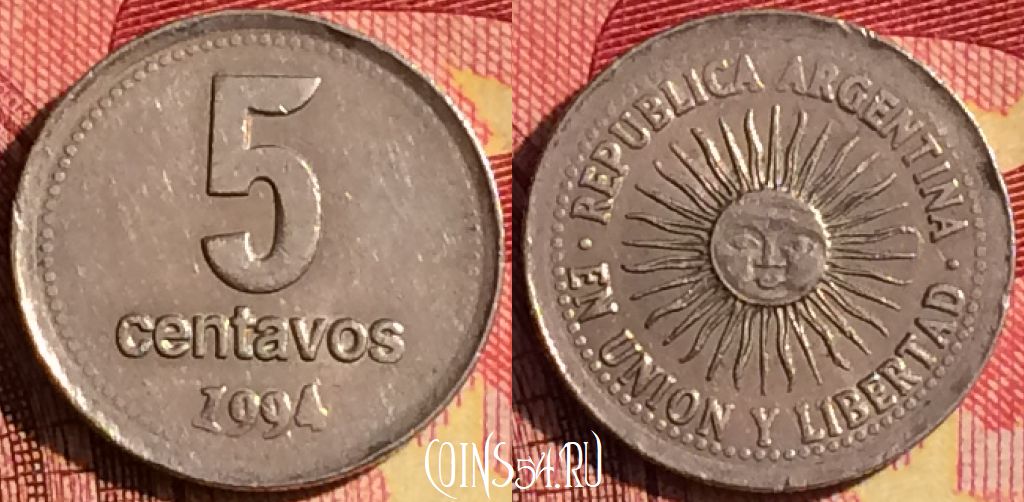 5
centavos
1994
· REPUBLICA ARGENTINA ·
EN UNION Y LIBERTAD
COINS54.RU